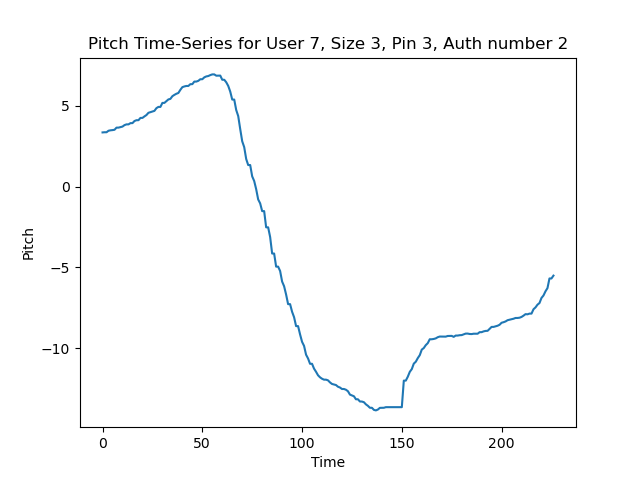 Pitch Time-Series for User 7, Size 3, Pin 3, Auth number 2
Pitch
5
0
−5
−10
0 50 100 150 200
Time